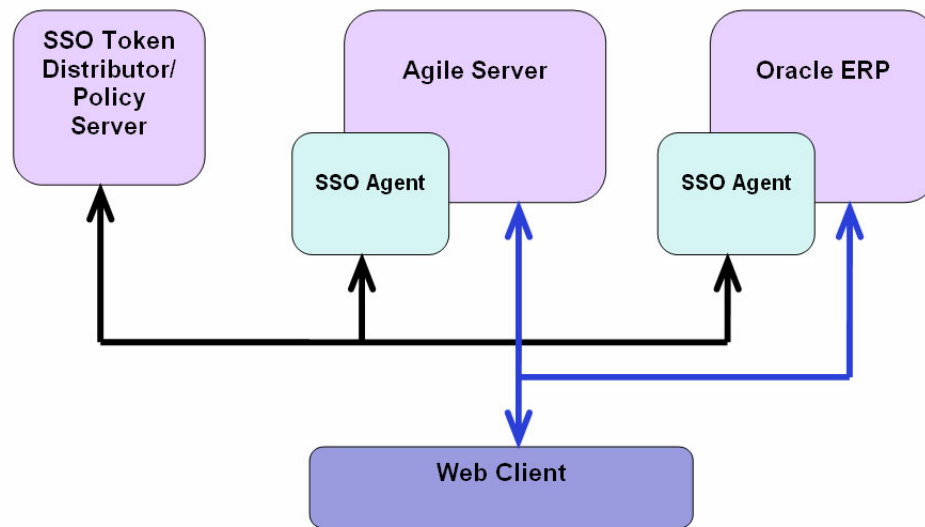 SSO Token
Distributor/
Policy
Server
Agile Server
Oracle ERP
SSO Agent
SSO Agent
Web Client